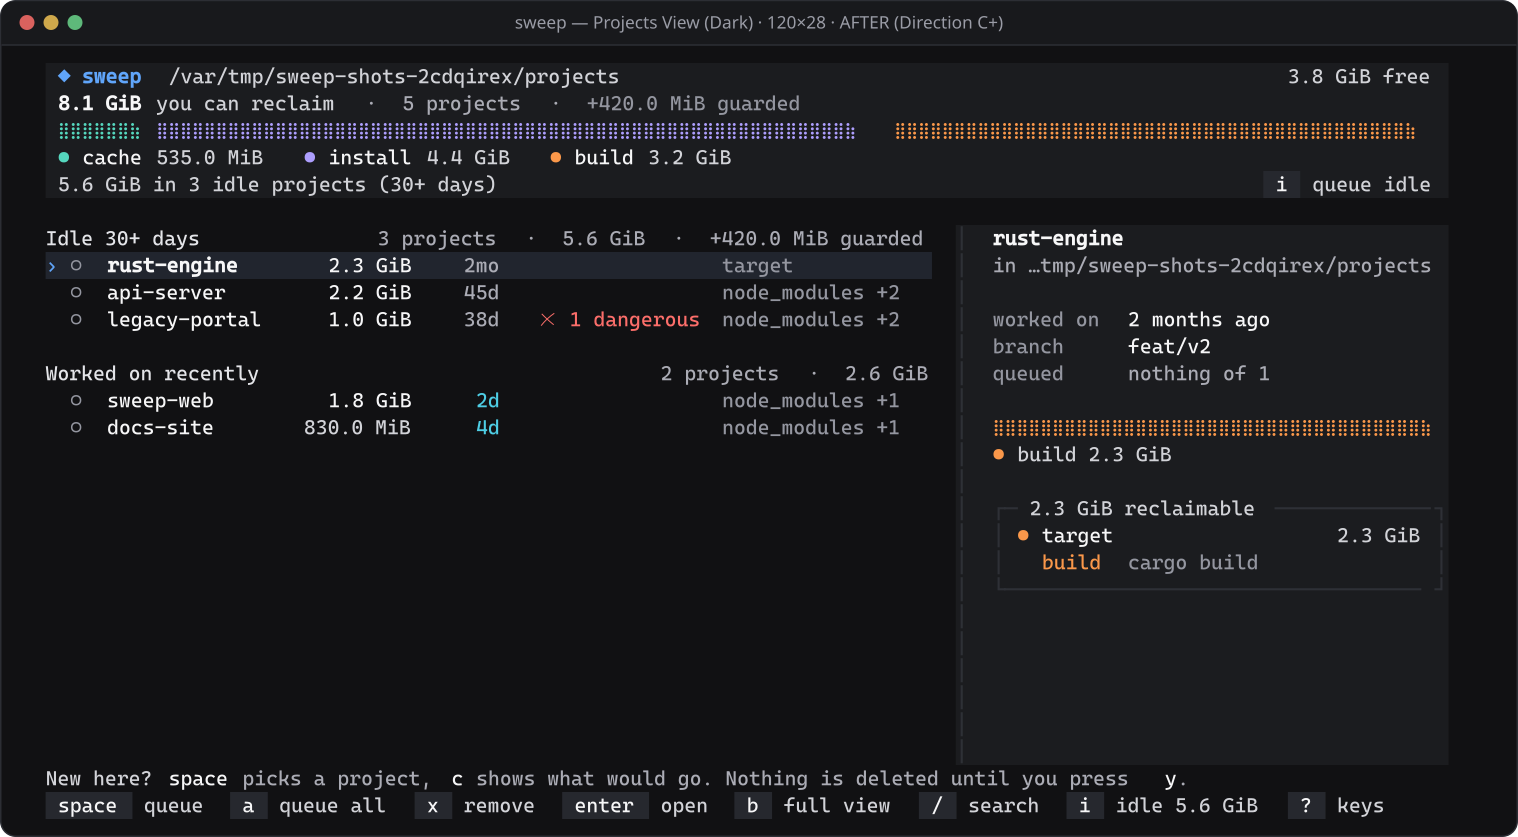 sweep — Projects View (Dark) · 120×28 · AFTER (Direction C+)
◆ sweep /var/tmp/sweep-shots-2cdqirex/projects 3.8 GiB free
8.1 GiB you can reclaim · 5 projects · +420.0 MiB guarded
● cache 535.0 MiB ● install 4.4 GiB ● build 3.2 GiB
5.6 GiB in 3 idle projects (30+ days) i queue idle
Idle 30+ days 3 projects · 5.6 GiB · +420.0 MiB guarded
› ○ rust-engine 2.3 GiB 2mo target
○ api-server 2.2 GiB 45d node_modules +2
○ legacy-portal 1.0 GiB 38d ✕ 1 dangerous node_modules +2
Worked on recently 2 projects · 2.6 GiB
○ sweep-web 1.8 GiB 2d node_modules +1
○ docs-site 830.0 MiB 4d node_modules +1
rust-engine
in …tmp/sweep-shots-2cdqirex/projects
worked on 2 months ago
branch feat/v2
queued nothing of 1
● build 2.3 GiB
2.3 GiB reclaimable
● target 2.3 GiB
build cargo build
New here? space picks a project, c shows what would go. Nothing is deleted until you press y.
space queue a queue all x remove enter open b full view / search i idle 5.6 GiB ? keys